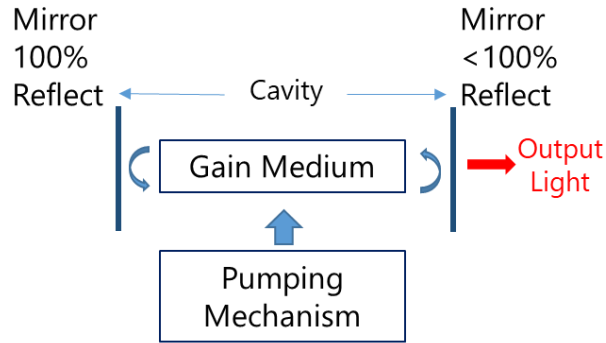 Mirror
100%
Reflect
Cavity
Mirror
<100%
Reflect
Gain Medium
Output
Light
Pumping
Mechanism